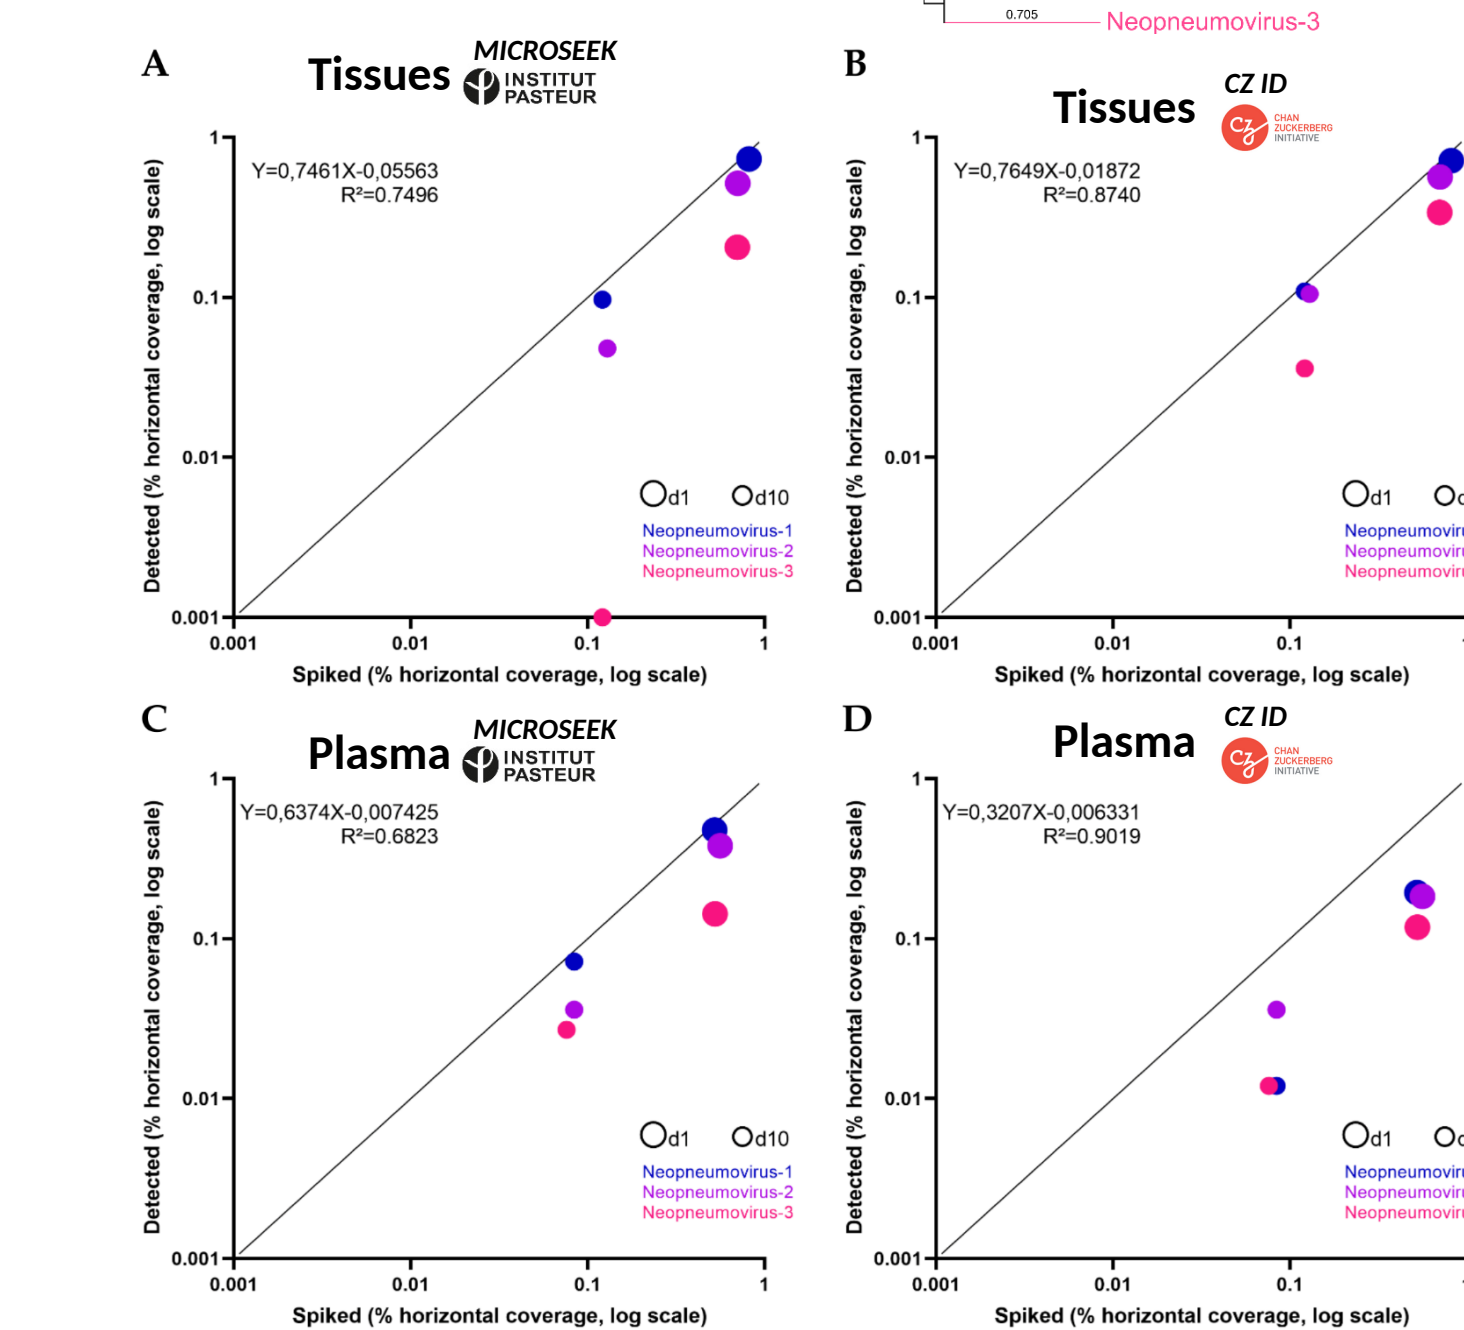 0.705
Neopneumovirus-3
A
Tissues
MICROSEEK
INSTITUT
PASTEUR
Y=0,7461X-0,05563
R²=0.7496
Detected (% horizontal coverage, log scale)
1
0.1
0.01
0.001
0.001
0.01
0.1
1
Spiked (% horizontal coverage, log scale)
d1
d10
Neopneumovirus-1
Neopneumovirus-2
Neopneumovirus-3
B
Tissues
CZ ID
CZ
CHAN
ZUCKERBERG
INITIATIVE
Y=0,7649X-0,01872
R²=0.8740
Detected (% horizontal coverage, log scale)
1
0.1
0.01
0.001
0.001
0.01
0.1
Spiked (% horizontal coverage, log scale)
d1
Neopneumoviru
Neopneumoviru
Neopneumoviru
C
Plasma
MICROSEEK
INSTITUT
PASTEUR
Y=0,6374X-0,007425
R²=0.6823
Detected (% horizontal coverage, log scale)
1
0.1
0.01
0.001
0.001
0.01
0.1
1
Spiked (% horizontal coverage, log scale)
d1
d10
Neopneumovirus-1
Neopneumovirus-2
Neopneumovirus-3
D
Plasma
CZ ID
CZ
CHAN
ZUCKERBERG
INITIATIVE
Y=0,3207X-0,006331
R²=0.9019
Detected (% horizontal coverage, log scale)
1
0.1
0.01
0.001
0.001
0.01
0.1
Spiked (% horizontal coverage, log scale)
d1
Neopneumoviru
Neopneumoviru
Neopneumoviru